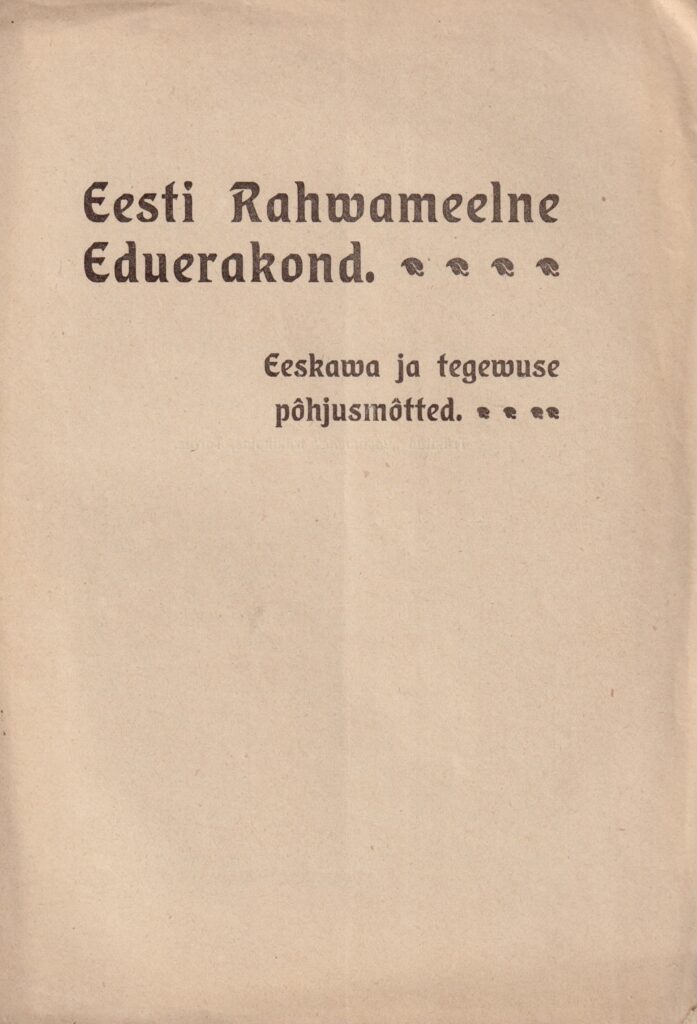 Eesti Rahwameelne
Eduerakond.
Eeskawa ja tegewuse
põhjusmõtted.